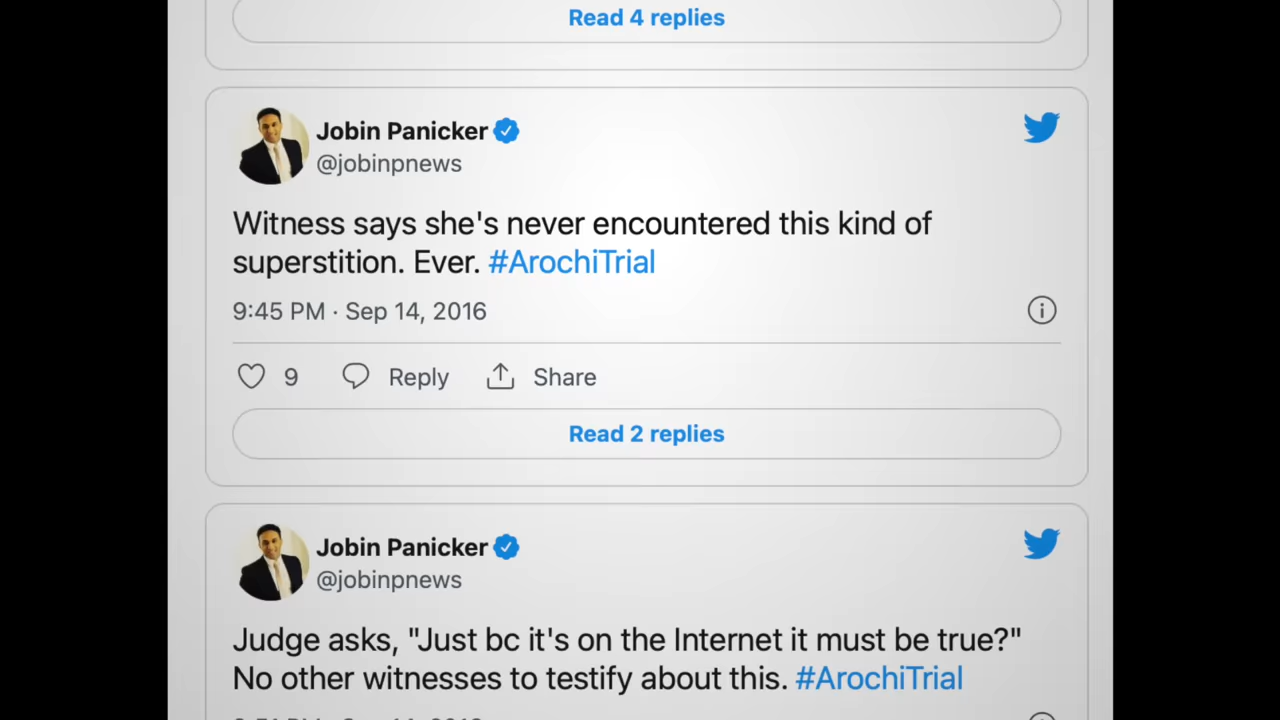 Read 4 replies
Jobin Panicker
@jobinpnews
Witness says she's never encountered this kind of
superstition. Ever. #ArochiTrial
9:45 PM · Sep 14, 2016
9 Reply Share
Read 2 replies
Jobin Panicker
@jobinpnews
Judge asks, "Just bc it's on the Internet it must be true?"
No other witnesses to testify about this. #ArochiTrial